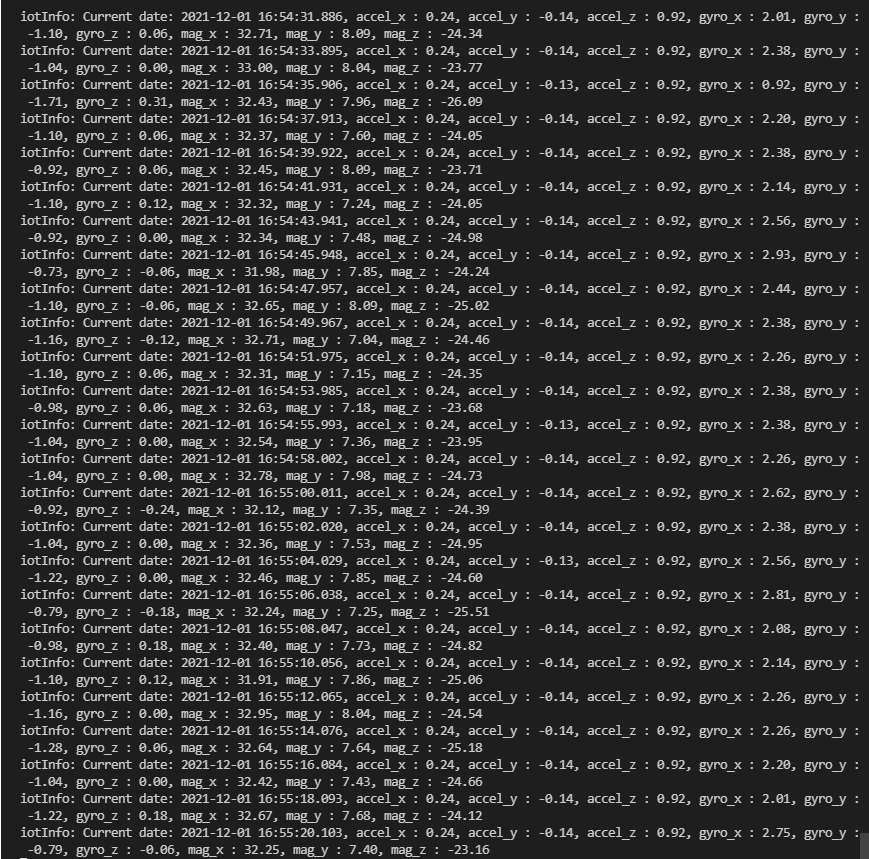 iotInfo: Current date: 2021-12-01 16:54:31.886, accel_x : 0.24, accel_y : -0.14, accel_z : 0.92, gyro_x : 2.01, gyro_y :
-1.10, gyro_z : 0.06, mag_x : 32.71, mag_y : 8.09, mag_z : -24.34
iotInfo: Current date: 2021-12-01 16:54:33.895, accel_x : 0.24, accel_y : -0.14, accel_z : 0.92, gyro_x : 2.38, gyro_y :
-1.04, gyro_z : 0.00, mag_x : 33.00, mag_y : 8.04, mag_z : -23.77
iotInfo: Current date: 2021-12-01 16:54:35.906, accel_x : 0.24, accel_y : -0.13, accel_z : 0.92, gyro_x : 0.92, gyro_y :
-1.71, gyro_z : 0.31, mag_x : 32.43, mag_y : 7.96, mag_z : -26.09
iotInfo: Current date: 2021-12-01 16:54:37.913, accel_x : 0.24, accel_y : -0.14, accel_z : 0.92, gyro_x : 2.20, gyro_y :
-1.10, gyro_z : 0.06, mag_x : 32.37, mag_y : 7.60, mag_z : -24.05
iotInfo: Current date: 2021-12-01 16:54:39.922, accel_x : 0.24, accel_y : -0.14, accel_z : 0.92, gyro_x : 2.38, gyro_y :
-0.92, gyro_z : 0.06, mag_x : 32.45, mag_y : 8.09, mag_z : -23.71
iotInfo: Current date: 2021-12-01 16:54:41.931, accel_x : 0.24, accel_y : -0.14, accel_z : 0.92, gyro_x : 2.14, gyro_y :
-1.10, gyro_z : 0.12, mag_x : 32.32, mag_y : 7.24, mag_z : -24.05
iotInfo: Current date: 2021-12-01 16:54:43.941, accel_x : 0.24, accel_y : -0.14, accel_z : 0.92, gyro_x : 2.56, gyro_y :
-0.92, gyro_z : 0.00, mag_x : 32.34, mag_y : 7.48, mag_z : -24.98
iotInfo: Current date: 2021-12-01 16:54:45.948, accel_x : 0.24, accel_y : -0.14, accel_z : 0.92, gyro_x : 2.93, gyro_y :
-0.73, gyro_z : -0.06, mag_x : 31.98, mag_y : 7.85, mag_z : -24.24
iotInfo: Current date: 2021-12-01 16:54:47.957, accel_x : 0.24, accel_y : -0.14, accel_z : 0.92, gyro_x : 2.44, gyro_y :
-1.10, gyro_z : -0.06, mag_x : 32.65, mag_y : 8.09, mag_z : -25.02
iotInfo: Current date: 2021-12-01 16:54:49.967, accel_x : 0.24, accel_y : -0.14, accel_z : 0.92, gyro_x : 2.38, gyro_y :
-1.16, gyro_z : -0.12, mag_x : 32.71, mag_y : 7.04, mag_z : -24.46
iotInfo: Current date: 2021-12-01 16:54:51.975, accel_x : 0.24, accel_y : -0.14, accel_z : 0.92, gyro_x : 2.26, gyro_y :
-1.10, gyro_z : 0.06, mag_x : 32.31, mag_y : 7.15, mag_z : -24.35
iotInfo: Current date: 2021-12-01 16:54:53.985, accel_x : 0.24, accel_y : -0.14, accel_z : 0.92, gyro_x : 2.38, gyro_y :
-0.98, gyro_z : 0.06, mag_x : 32.63, mag_y : 7.18, mag_z : -23.68
iotInfo: Current date: 2021-12-01 16:54:55.993, accel_x : 0.24, accel_y : -0.13, accel_z : 0.92, gyro_x : 2.38, gyro_y :
-1.04, gyro_z : 0.00, mag_x : 32.54, mag_y : 7.36, mag_z : -23.95
iotInfo: Current date: 2021-12-01 16:54:58.002, accel_x : 0.24, accel_y : -0.14, accel_z : 0.92, gyro_x : 2.26, gyro_y :
-1.04, gyro_z : 0.00, mag_x : 32.78, mag_y : 7.98, mag_z : -24.73
iotInfo: Current date: 2021-12-01 16:55:00.011, accel_x : 0.24, accel_y : -0.14, accel_z : 0.92, gyro_x : 2.62, gyro_y :
-0.92, gyro_z : -0.24, mag_x : 32.12, mag_y : 7.35, mag_z : -24.39
iotInfo: Current date: 2021-12-01 16:55:02.020, accel_x : 0.24, accel_y : -0.14, accel_z : 0.92, gyro_x : 2.38, gyro_y :
-1.04, gyro_z : 0.00, mag_x : 32.36, mag_y : 7.53, mag_z : -24.95
iotInfo: Current date: 2021-12-01 16:55:04.029, accel_x : 0.24, accel_y : -0.13, accel_z : 0.92, gyro_x : 2.56, gyro_y :
-1.22, gyro_z : 0.00, mag_x : 32.46, mag_y : 7.85, mag_z : -24.60
iotInfo: Current date: 2021-12-01 16:55:06.038, accel_x : 0.24, accel_y : -0.14, accel_z : 0.92, gyro_x : 2.81, gyro_y :
-0.79, gyro_z : -0.18, mag_x : 32.24, mag_y : 7.25, mag_z : -25.51
iotInfo: Current date: 2021-12-01 16:55:08.047, accel_x : 0.24, accel_y : -0.14, accel_z : 0.92, gyro_x : 2.08, gyro_y :
-0.98, gyro_z : 0.18, mag_x : 32.40, mag_y : 7.73, mag_z : -24.82
iotInfo: Current date: 2021-12-01 16:55:10.056, accel_x : 0.24, accel_y : -0.14, accel_z : 0.92, gyro_x : 2.14, gyro_y :
-1.10, gyro_z : 0.12, mag_x : 31.91, mag_y : 7.86, mag_z : -25.06
iotInfo: Current date: 2021-12-01 16:55:12.065, accel_x : 0.24, accel_y : -0.14, accel_z : 0.92, gyro_x : 2.26, gyro_y :
-1.16, gyro_z : 0.00, mag_x : 32.95, mag_y : 8.04, mag_z : -24.54
iotInfo: Current date: 2021-12-01 16:55:14.076, accel_x : 0.24, accel_y : -0.14, accel_z : 0.92, gyro_x : 2.26, gyro_y :
-1.28, gyro_z : 0.06, mag_x : 32.64, mag_y : 7.64, mag_z : -25.18
iotInfo: Current date: 2021-12-01 16:55:16.084, accel_x : 0.24, accel_y : -0.14, accel_z : 0.92, gyro_x : 2.20, gyro_y :
-1.04, gyro_z : 0.00, mag_x : 32.42, mag_y : 7.43, mag_z : -24.66
iotInfo: Current date: 2021-12-01 16:55:18.093, accel_x : 0.24, accel_y : -0.14, accel_z : 0.92, gyro_x : 2.01, gyro_y :
-1.22, gyro_z : 0.18, mag_x : 32.67, mag_y : 7.68, mag_z : -24.12
iotInfo: Current date: 2021-12-01 16:55:20.103, accel_x : 0.24, accel_y : -0.14, accel_z : 0.92, gyro_x : 2.75, gyro_y :
-0.79, gyro_z : -0.06, mag_x : 32.25, mag_y : 7.40, mag_z : -23.16